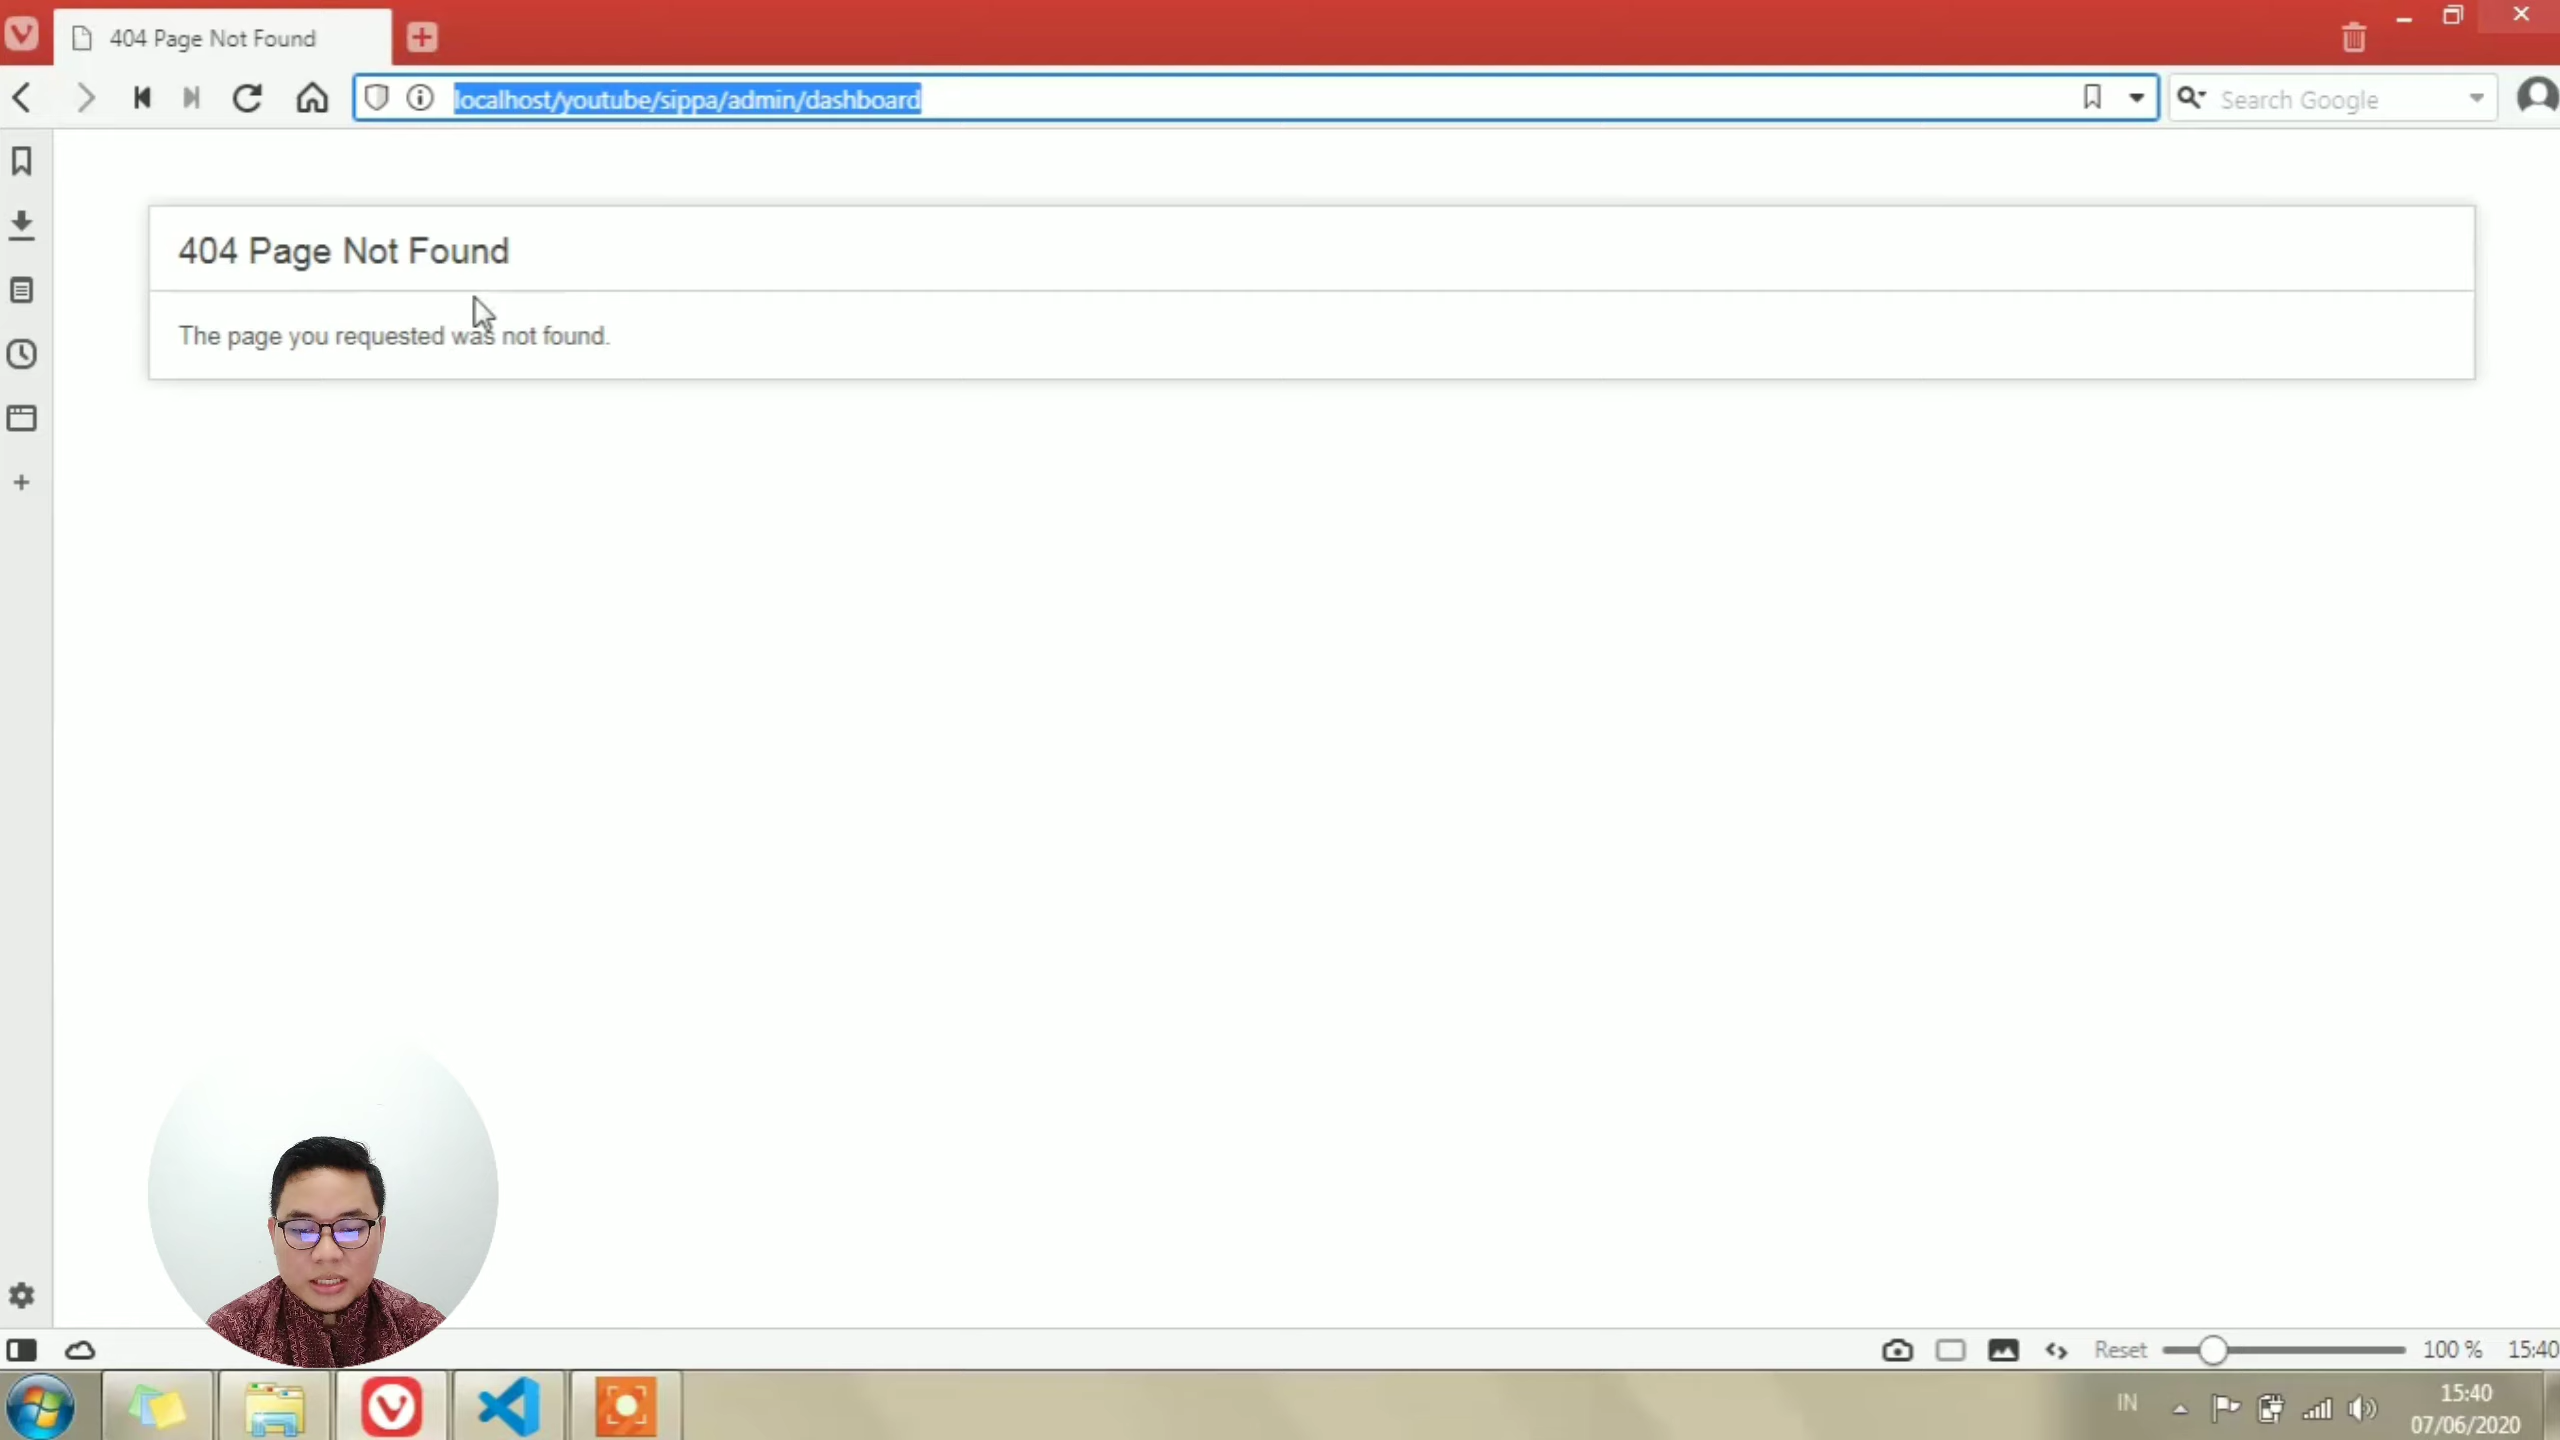 404 Page Not Found
localhost/youtube/sippa/admin/dashboard
Search Google
404 Page Not Found
The page you requested was not found.
Reset
100 %
15:40
IN
15:40
07/06/2020